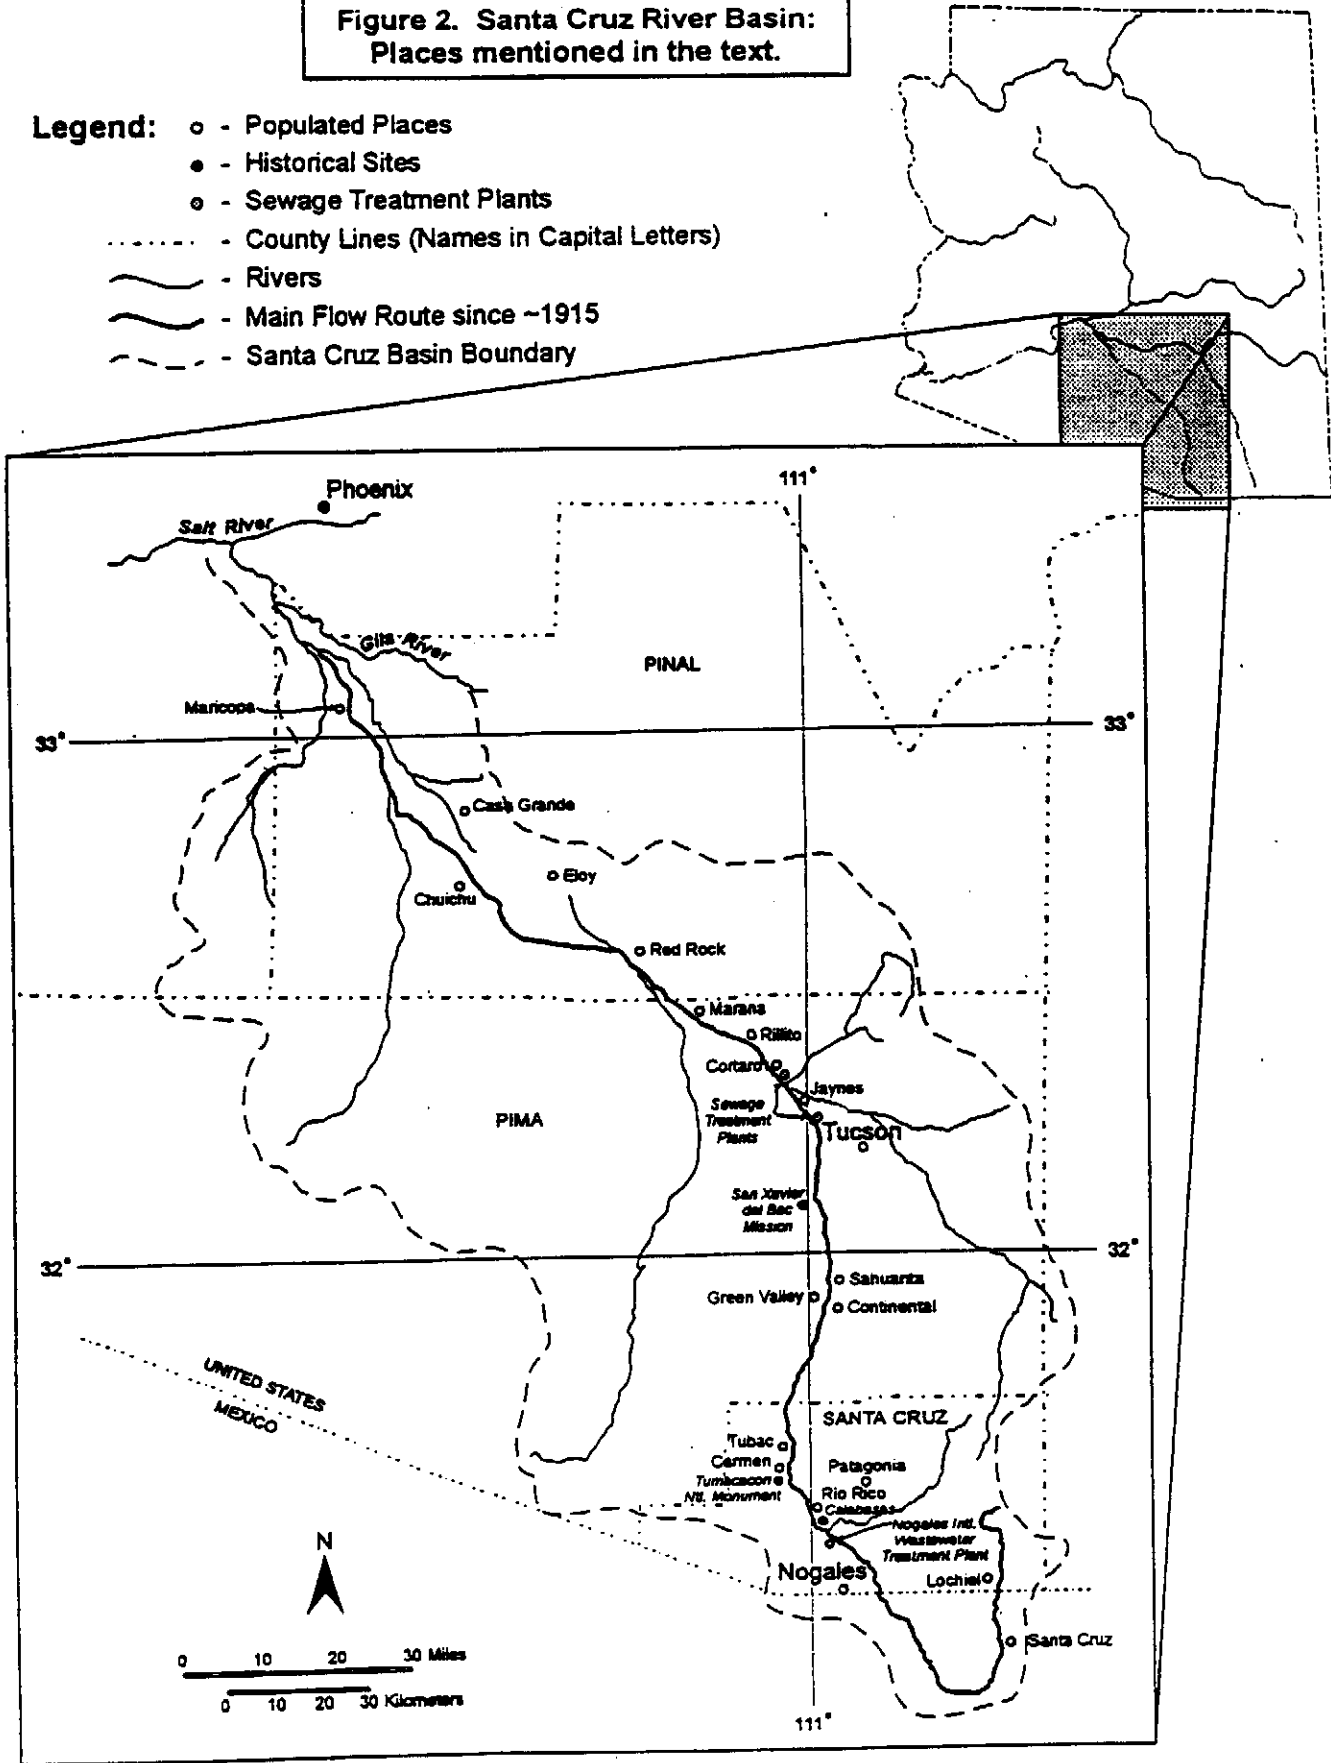 Figure 2. Santa Cruz River Basin:
Places mentioned in the text.
Legend:
- Populated Places
- Historical Sites
- Sewage Treatment Plants
- County Lines (Names in Capital Letters)
- Rivers
- Main Flow Route since ~1915
- Santa Cruz Basin Boundary
111°
Phoenix
Salt River
Gila River
PINAL
Maricopa
33°
33°
Casa Grande
Eloy
Chuichu
Red Rock
Marana
Rillito
Cortaro
Jaynes
Sewage
Treatment
Plants
PIMA
Tucson
San Xavier
del Bac
Mission
32°
32°
Sahuarita
Green Valley
Continental
UNITED STATES
MEXICO
SANTA CRUZ
Tubac
Carmen
Patagonia
Tumacacori
Ntl. Monument
Rio Rico
Calabasas
Nogales Intl.
Wastewater
Treatment Plant
N
Nogales
Lochiel
Santa Cruz
0 10 20 30 Miles
0 10 20 30 Kilometers
111°